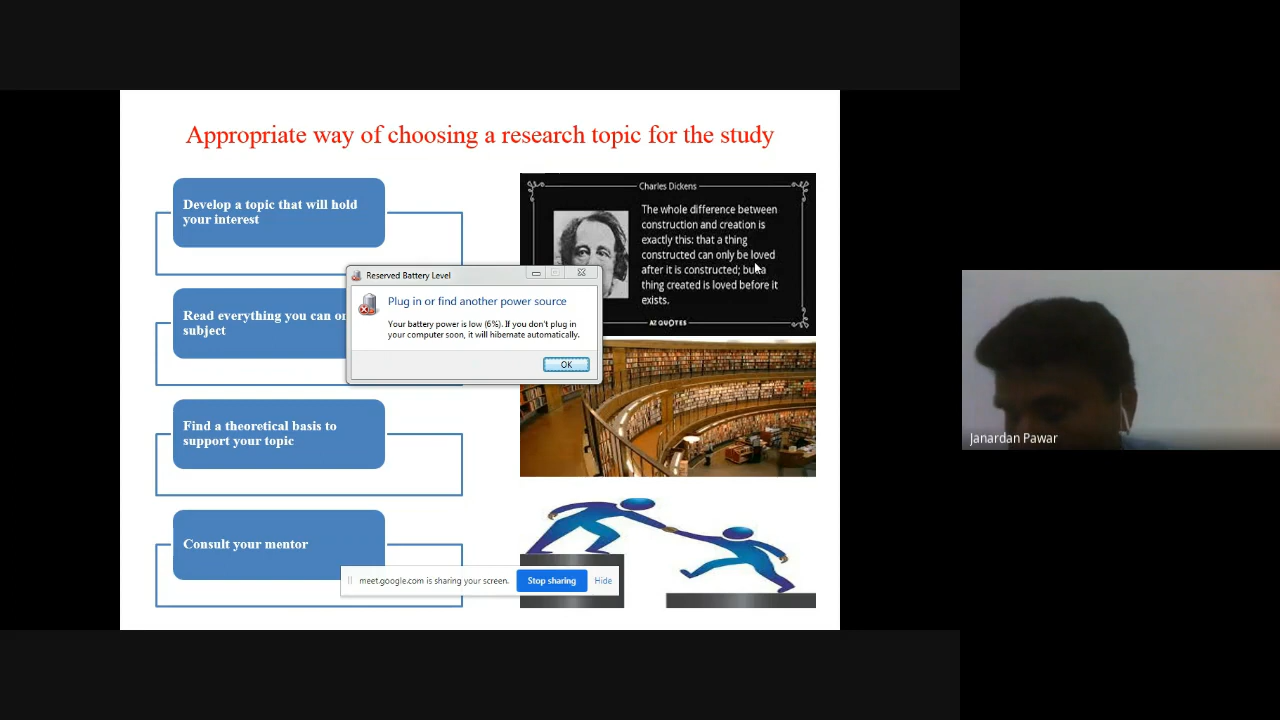 Appropriate way of choosing a research topic for the study
Develop a topic that will hold
your interest
Read everything you can on
subject
Find a theoretical basis to
support your topic
Consult your mentor
Charles Dickens
The whole difference between
construction and creation is
exactly this: that a thing
constructed can only be loved
after it is constructed; but a
thing created is loved before it
exists.
AZ QUOTES
Reserved Battery Level
Plug in or find another power source
Your battery power is low (6%). If you don't plug in
your computer soon, it will hibernate automatically.
OK
meet.google.com is sharing your screen.
Stop sharing
Hide
Janardan Pawar